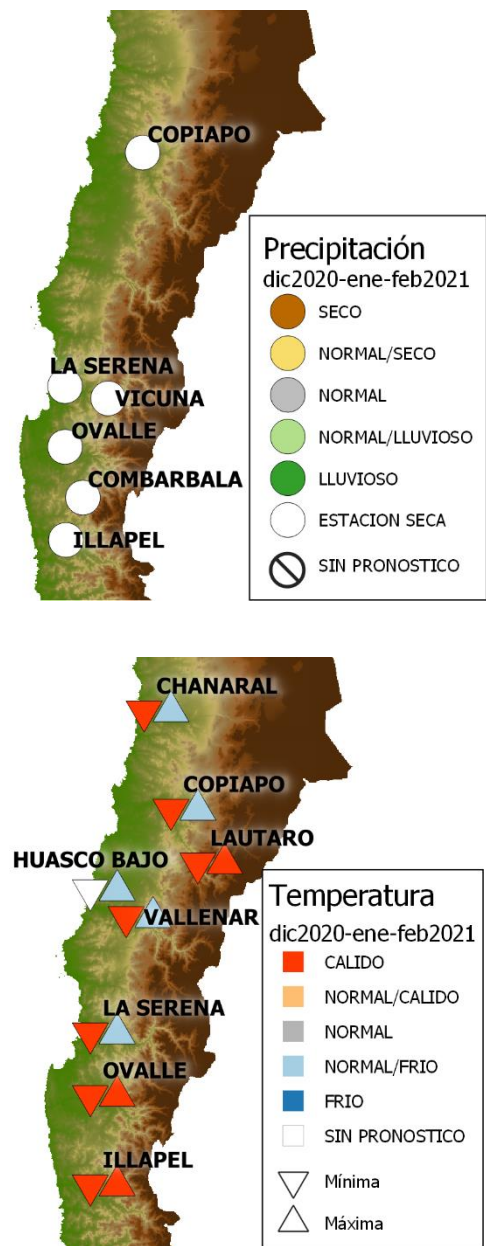 COPIAPO
LA SERENA
VICUNA
OVALLE
COMBARBALA
ILLAPEL
Precipitación
dic2020-ene-feb2021
SECO
NORMAL/SECO
NORMAL
NORMAL/LLUVIOSO
LLUVIOSO
ESTACION SECA
SIN PRONOSTICO
CHANARAL
COPIAPO
LAUTARO
HUASCO BAJO
VALLENAR
LA SERENA
OVALLE
ILLAPEL
Temperatura
dic2020-ene-feb2021
CALIDO
NORMAL/CALIDO
NORMAL
NORMAL/FRIO
FRIO
SIN PRONOSTICO
Mínima
Máxima